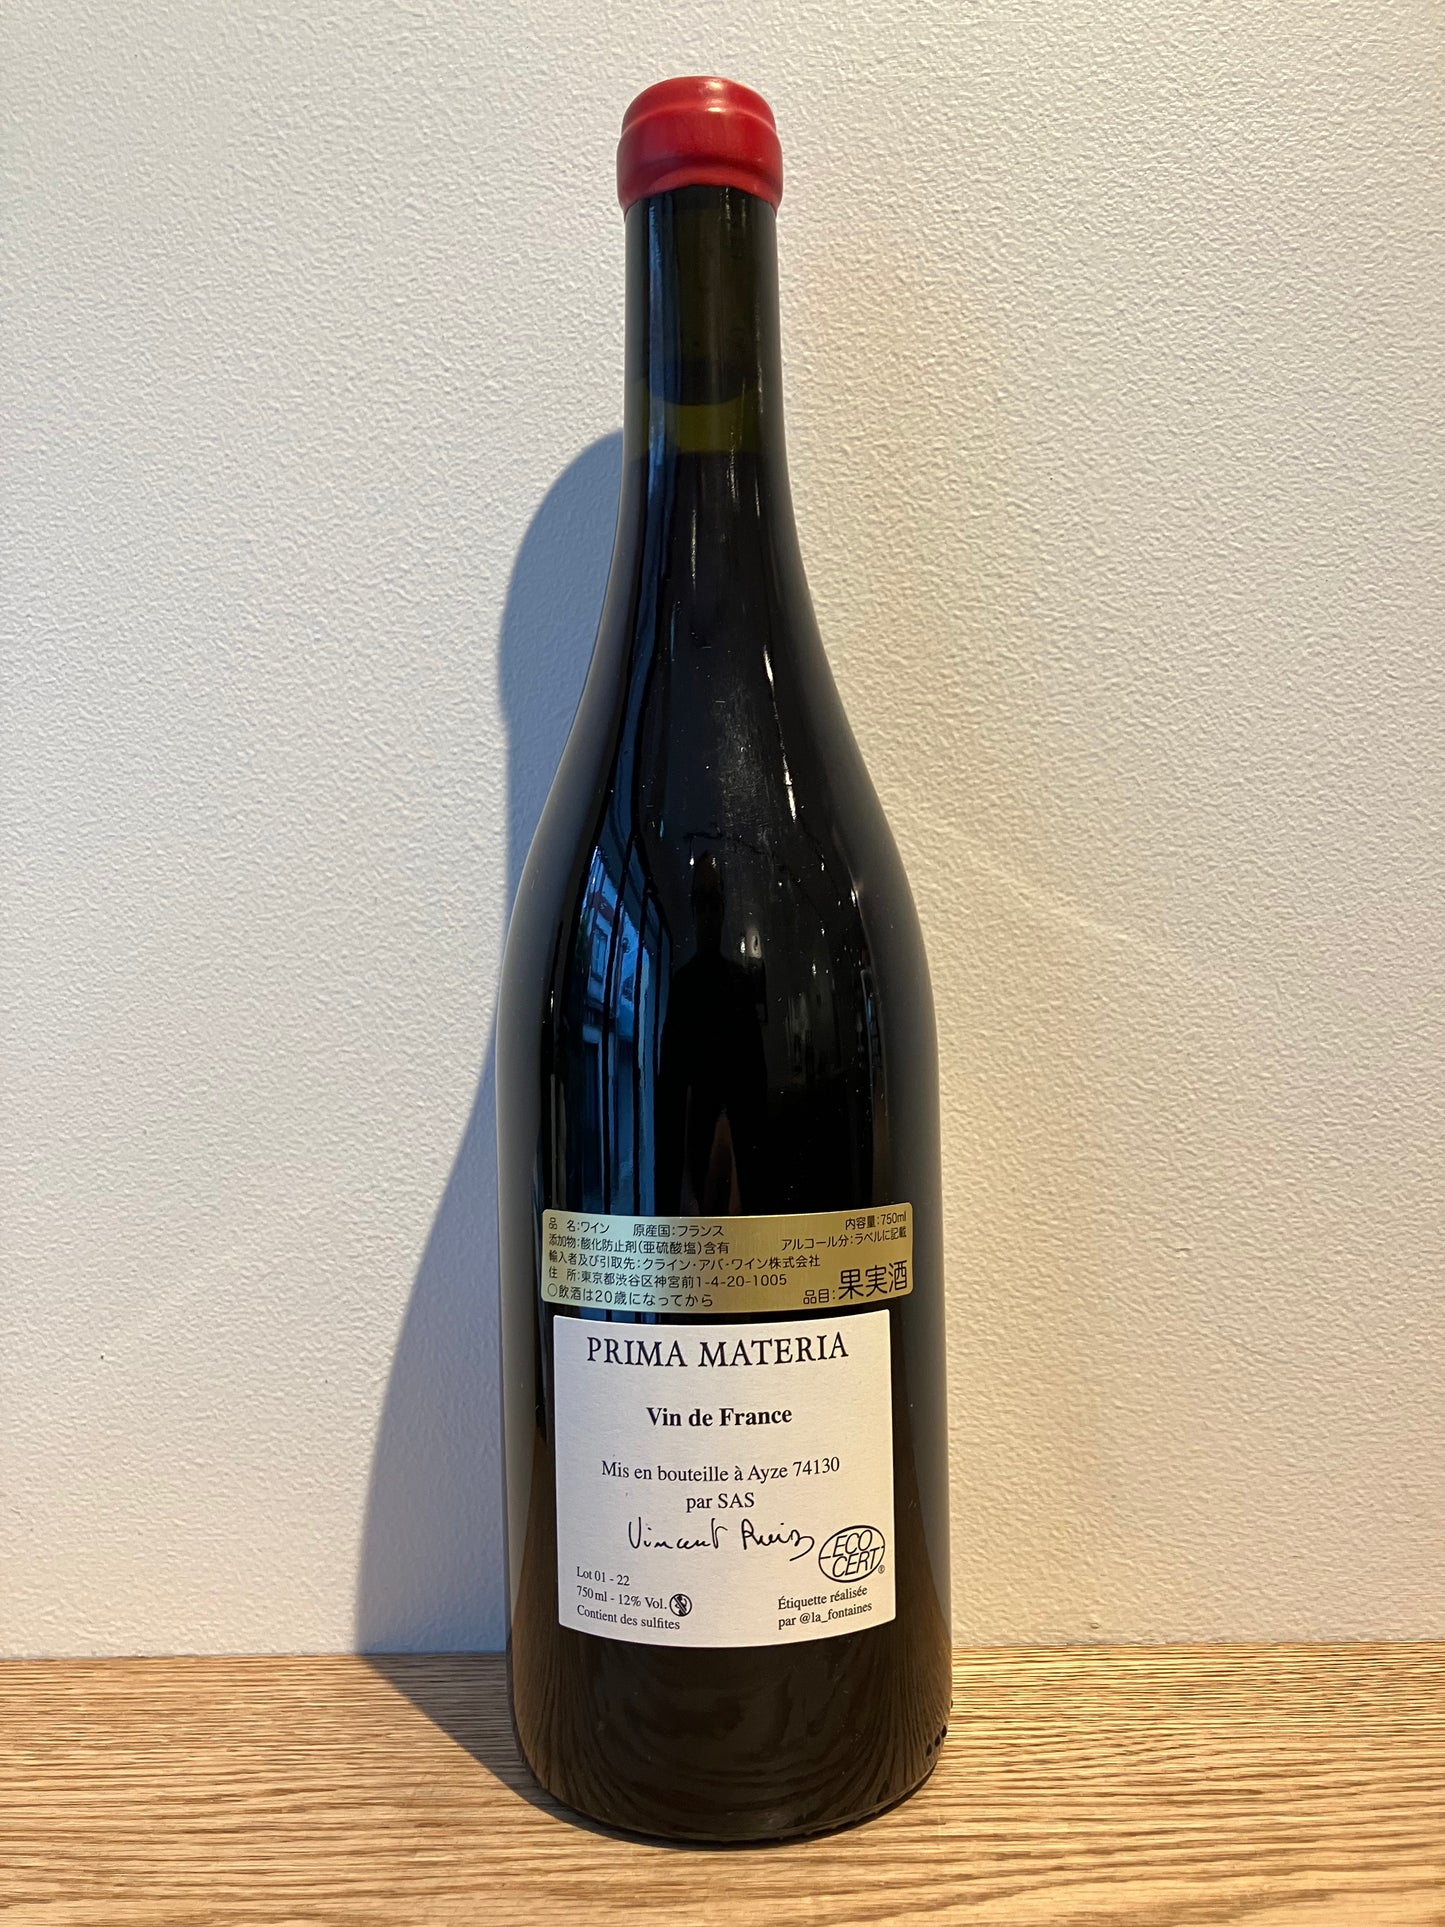 品　名:ワイン　原産国:フランス　内容量:750ml
添加物:酸化防止剤(亜硫酸塩)含有　アルコール分:ラベルに記載
輸入者及び引取先:クライン・アバ・ワイン株式会社
住　所:東京都渋谷区神宮前1-4-20-1005
○飲酒は20歳になってから　品目:果実酒
PRIMA MATERIA
Vin de France
Mis en bouteille à Ayze 74130
par SAS
Vincent Ruiz
ECO
CERT®
Lot 01 - 22
750 ml - 12% Vol.
Contient des sulfites
Étiquette réalisée
par @la_fontaines